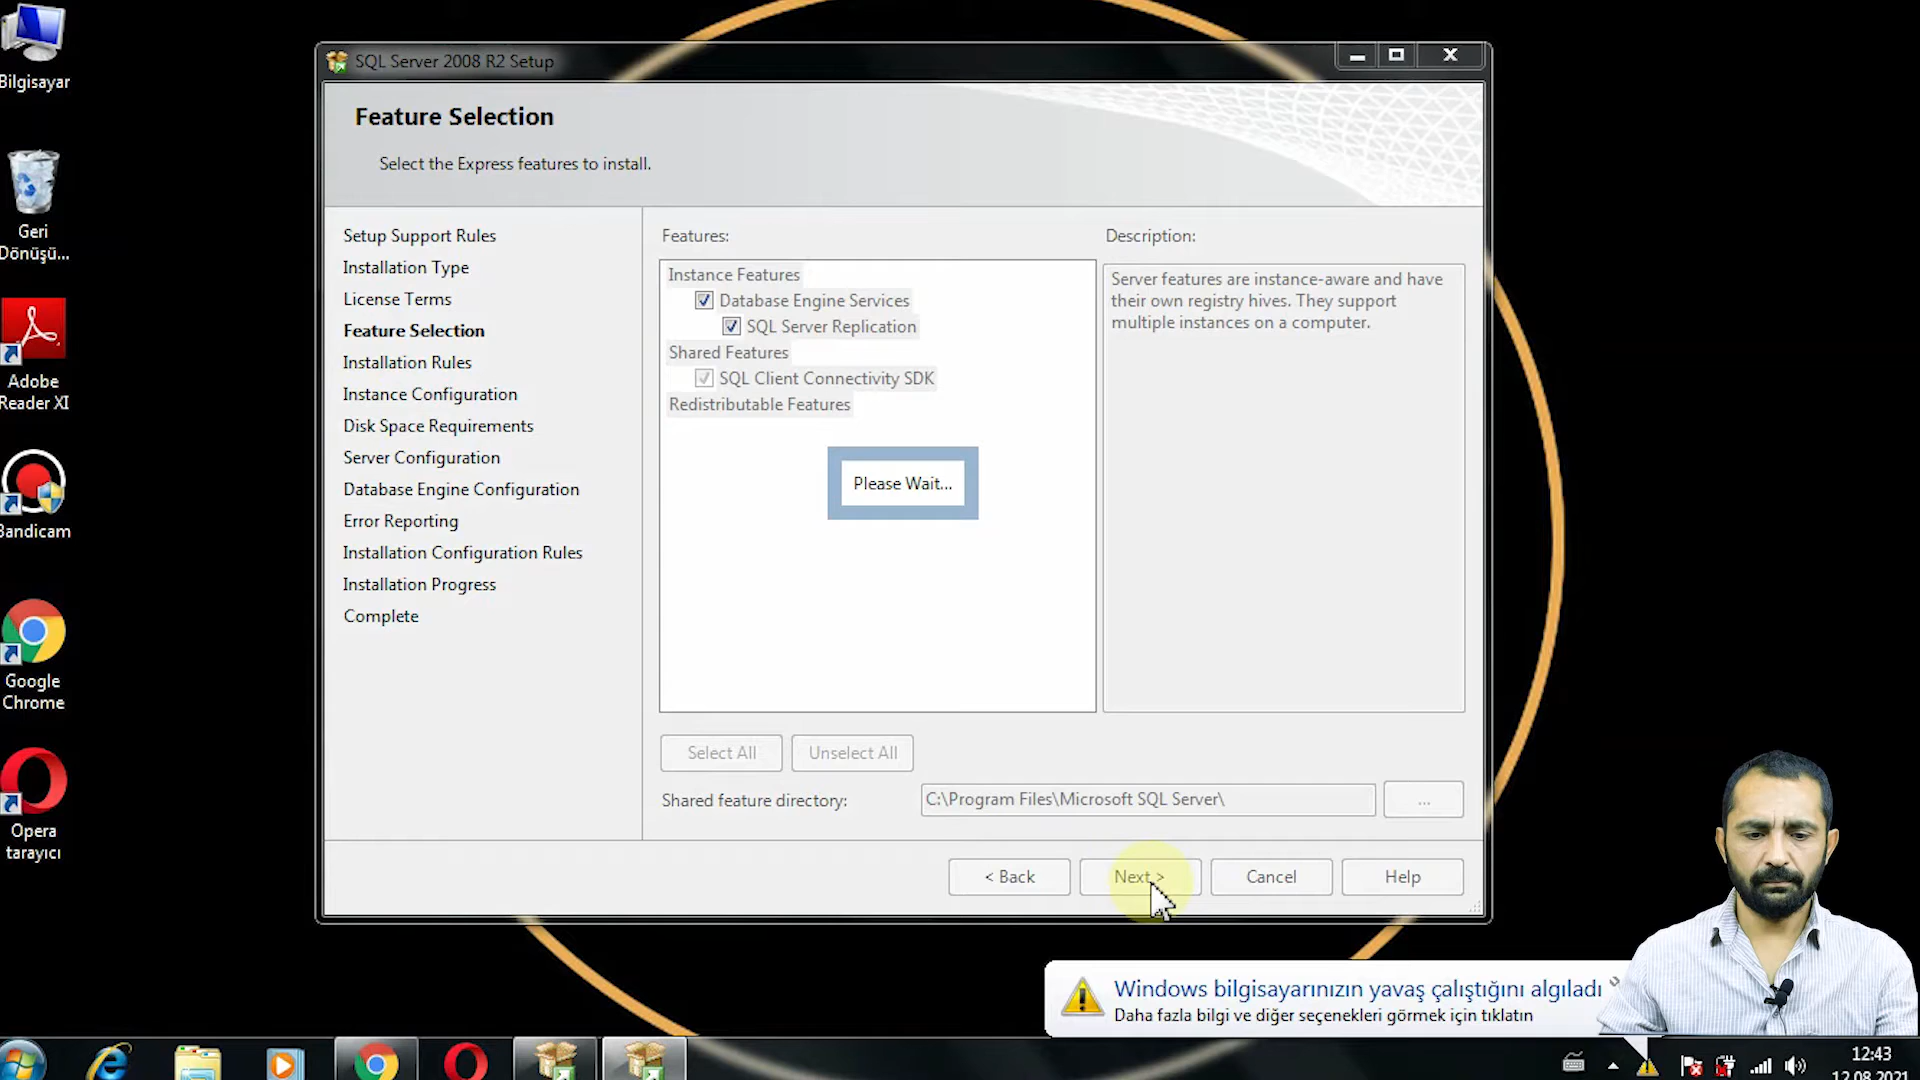 Bilgisayar
Geri
Dönüşü...
Adobe
Reader XI
Bandicam
Google
Chrome
Opera
tarayıcı
SQL Server 2008 R2 Setup
Feature Selection
Select the Express features to install.
Setup Support Rules
Installation Type
License Terms
Feature Selection
Installation Rules
Instance Configuration
Disk Space Requirements
Server Configuration
Database Engine Configuration
Error Reporting
Installation Configuration Rules
Installation Progress
Complete
Features:
Instance Features
Database Engine Services
SQL Server Replication
Shared Features
SQL Client Connectivity SDK
Redistributable Features
Please Wait...
Description:
Server features are instance-aware and have
their own registry hives. They support
multiple instances on a computer.
Select All
Unselect All
Shared feature directory:
C:\Program Files\Microsoft SQL Server\
...
< Back
Next >
Cancel
Help
Windows bilgisayarınızın yavaş çalıştığını algıladı
Daha fazla bilgi ve diğer seçenekleri görmek için tıklatın
12:43
12.08.2021